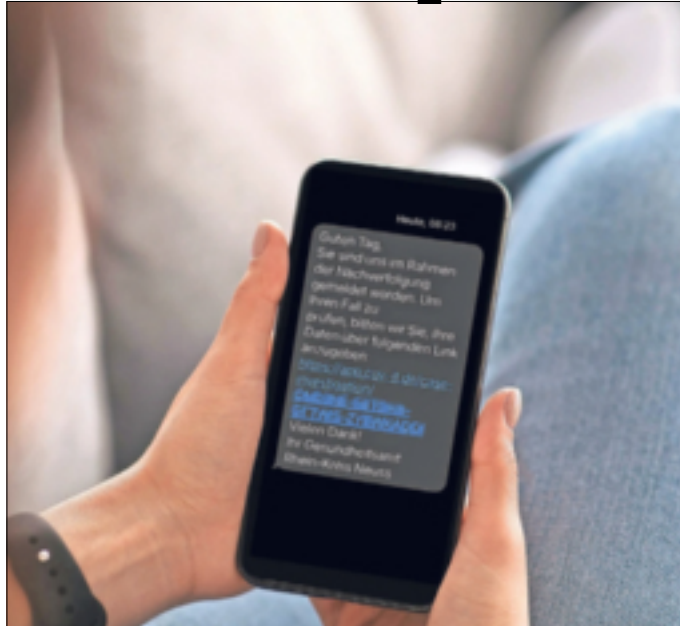 Heute, 08:23
Guten Tag,
Sie sind uns im Rahmen
der Nachverfolgung
gemeldet worden. Um
Ihren Fall zu
prüfen, bitten wir Sie, Ihre
Daten über folgenden Link
anzugeben
Vielen Dank!
Ihr Gesundheitsamt
Rhein-Kreis Neuss